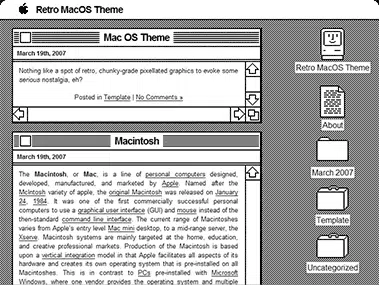 Retro MacOS Theme
Mac OS Theme
March 19th, 2007
Nothing like a spot of retro, chunky-grade pixellated graphics to evoke some
serious nostalgia, eh?
Posted in Template | No Comments »
Macintosh
March 19th, 2007
The Macintosh, or Mac, is a line of personal computers designed,
developed, manufactured, and marketed by Apple. Named after the
McIntosh variety of apple, the original Macintosh was released on January
24, 1984. It was one of the first commercially successful personal
computers to use a graphical user interface (GUI) and mouse instead of the
then-standard command line interface. The current range of Macintoshes
varies from Apple's entry level Mac mini desktop, to a mid-range server, the
Xserve. Macintosh systems are mainly targeted at the home, education,
and creative professional markets. Production of the Macintosh is based
upon a vertical integration model in that Apple facilitates all aspects of its
hardware and creates its own operating system that is pre-installed on all
Macintoshes. This is in contrast to PCs pre-installed with Microsoft
Windows, where one vendor provides the operating system and multiple
Retro MacOS Theme
About
March 2007
Template
Uncategorized